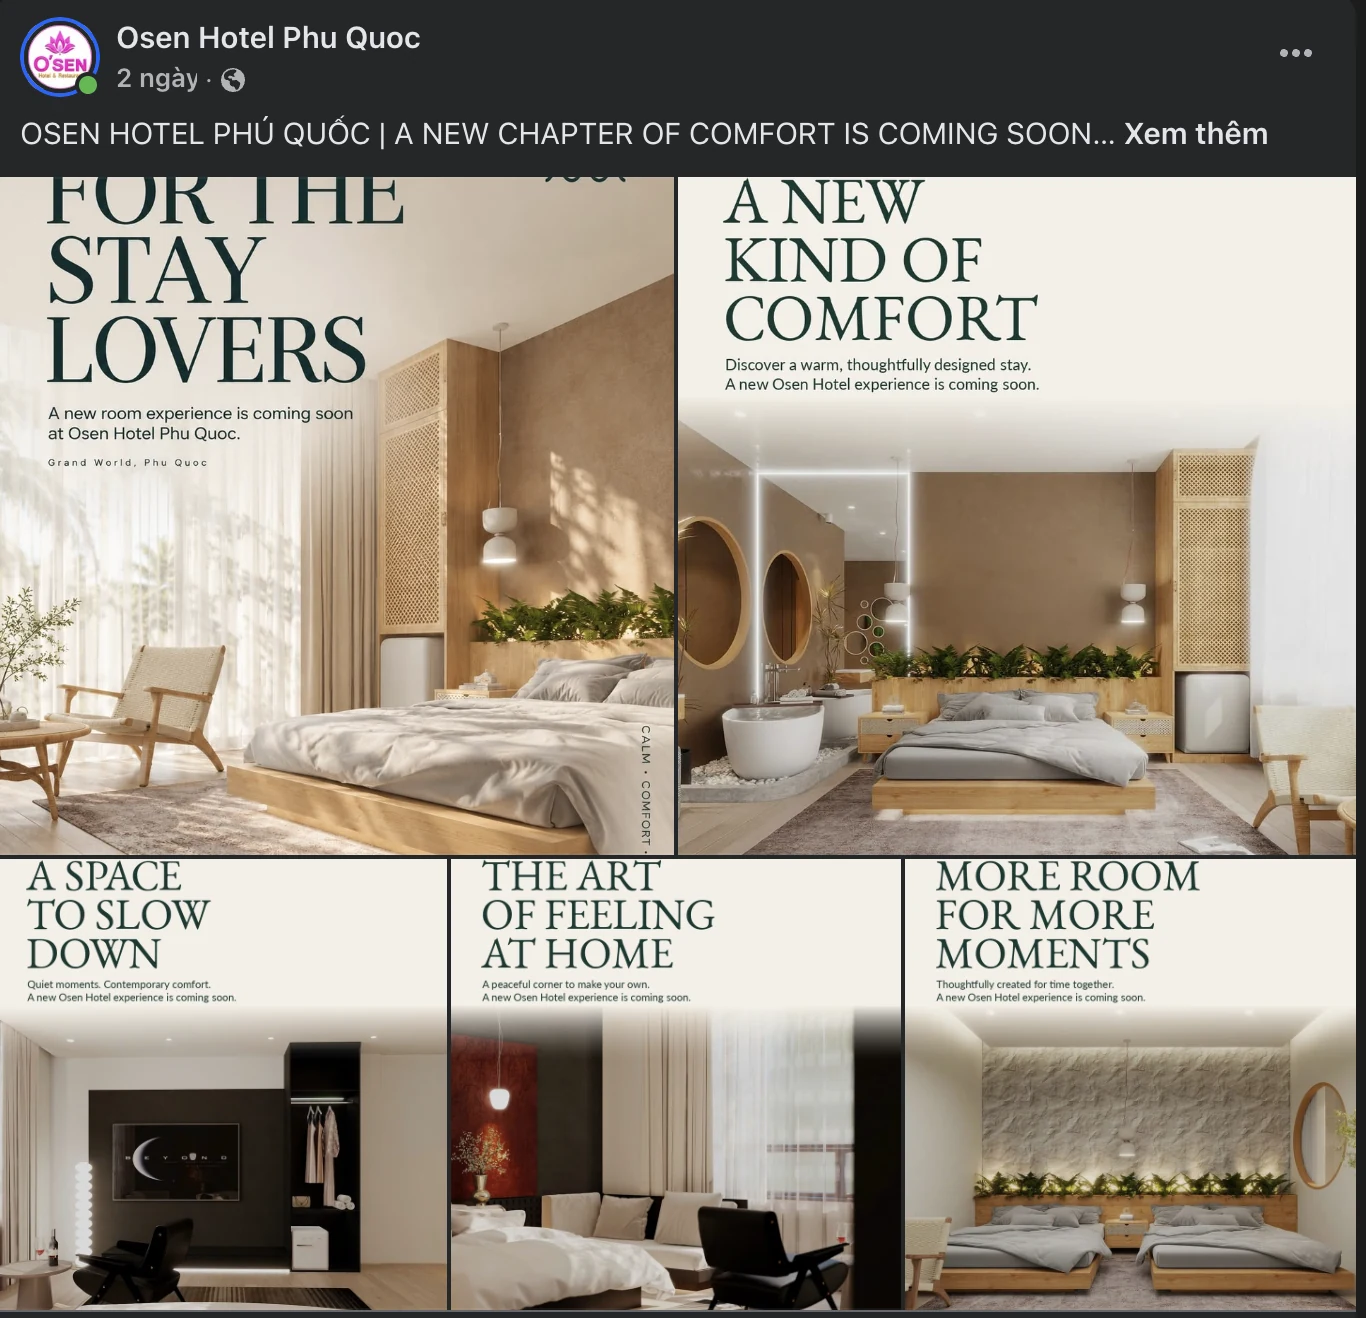 Osen Hotel Phu Quoc
O'SEN
Hotel & Restaurant
2 ngày ·
OSEN HOTEL PHÚ QUỐC | A NEW CHAPTER OF COMFORT IS COMING SOON... Xem thêm
FOR THE
STAY
LOVERS
A new room experience is coming soon
at Osen Hotel Phu Quoc.
Grand World, Phu Quoc
CALM • COMFORT •
A NEW
KIND OF
COMFORT
Discover a warm, thoughtfully designed stay.
A new Osen Hotel experience is coming soon.
A SPACE
TO SLOW
DOWN
Quiet moments. Contemporary comfort.
A new Osen Hotel experience is coming soon.
THE ART
OF FEELING
AT HOME
A peaceful corner to make your own.
A new Osen Hotel experience is coming soon.
MORE ROOM
FOR MORE
MOMENTS
Thoughtfully created for time together.
A new Osen Hotel experience is coming soon.